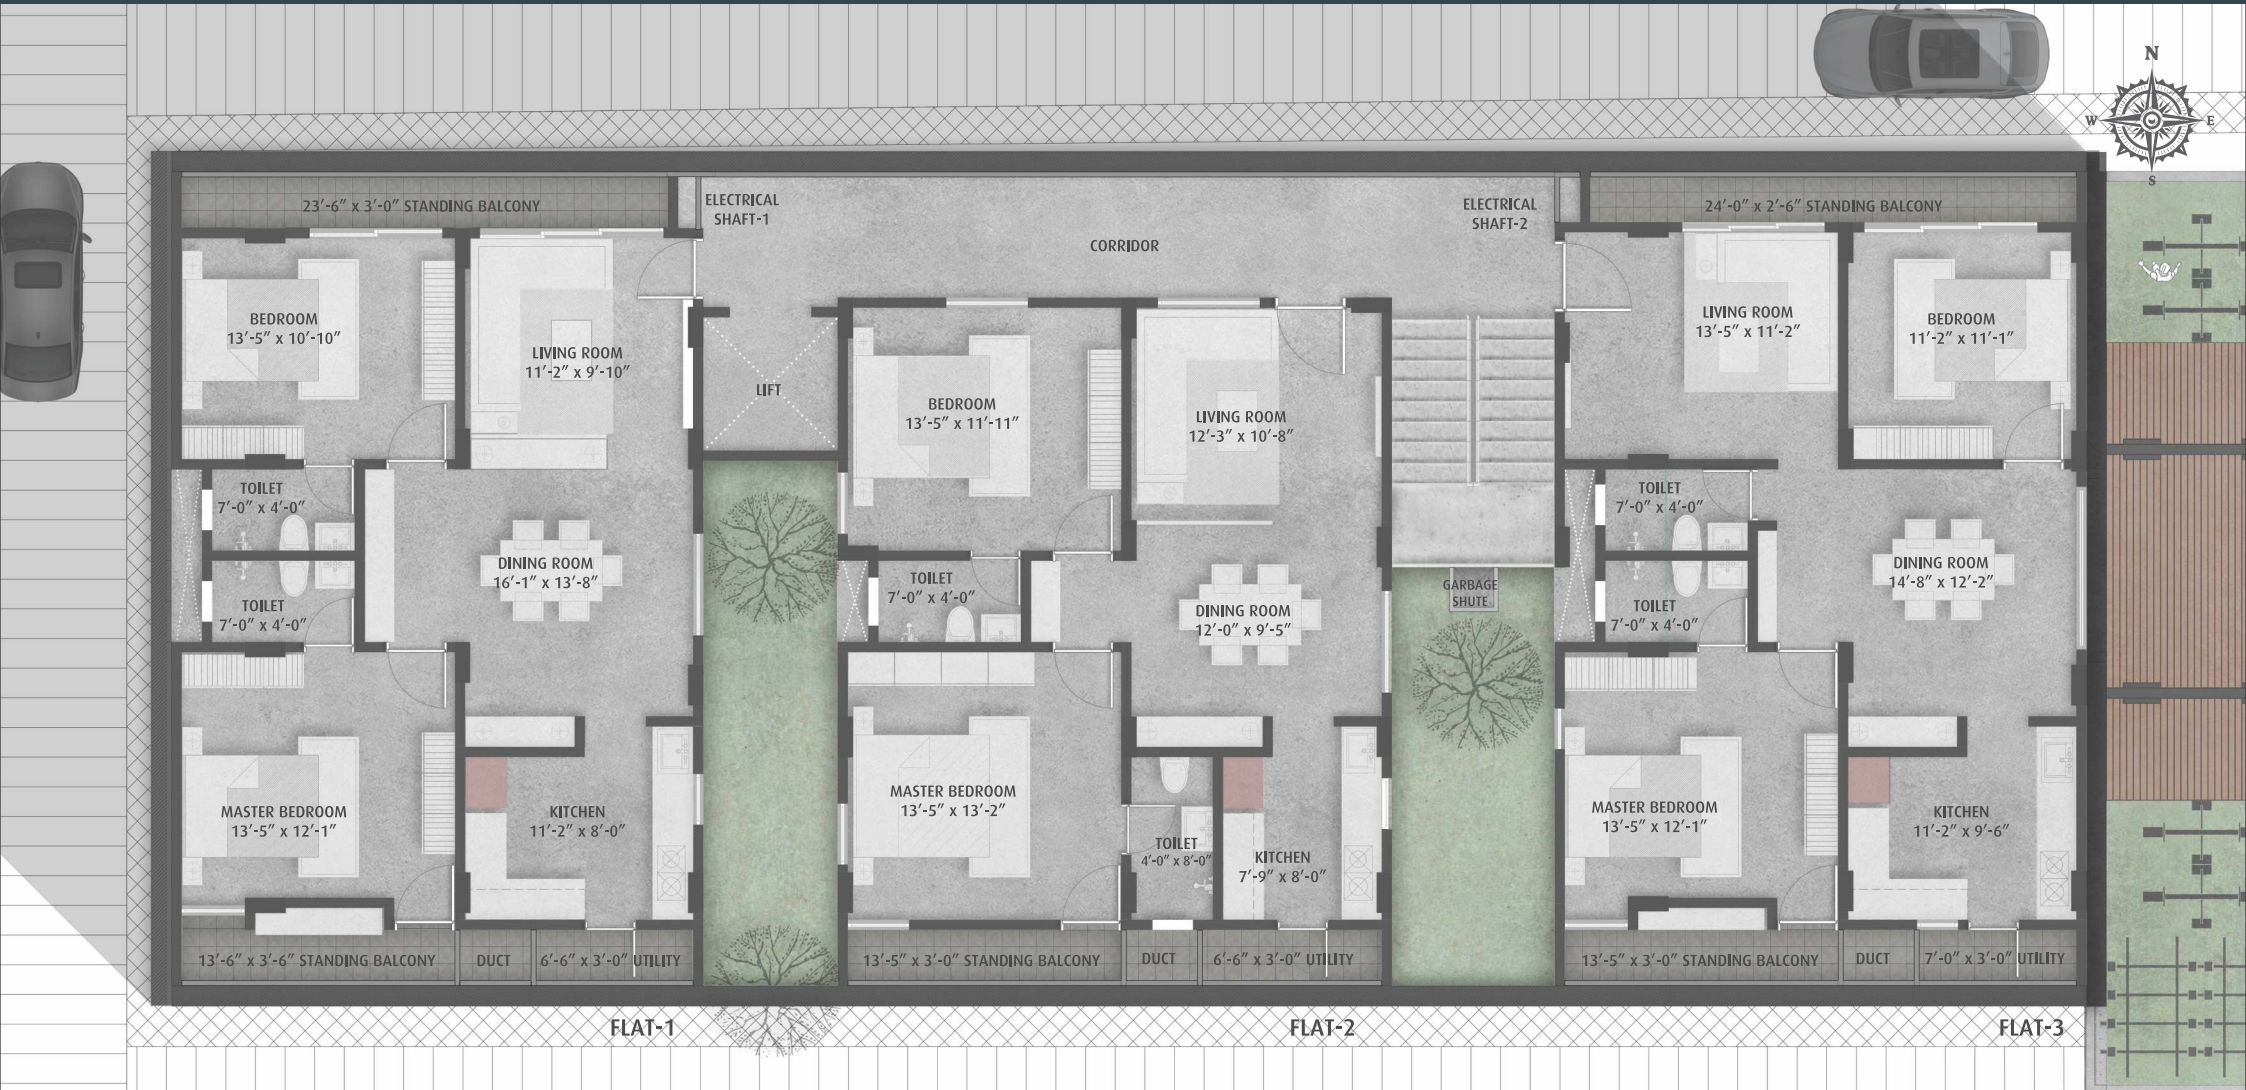 N
W
E
S
23'-6" x 3'-0" STANDING BALCONY
ELECTRICAL
SHAFT-1
CORRIDOR
ELECTRICAL
SHAFT-2
24'-0" x 2'-6" STANDING BALCONY
BEDROOM
13'-5" x 10'-10"
LIVING ROOM
11'-2" x 9'-10"
LIFT
BEDROOM
13'-5" x 11'-11"
LIVING ROOM
12'-3" x 10'-8"
LIVING ROOM
13'-5" x 11'-2"
BEDROOM
11'-2" x 11'-1"
TOILET
7'-0" x 4'-0"
DINING ROOM
16'-1" x 13'-8"
TOILET
7'-0" x 4'-0"
TOILET
7'-0" x 4'-0"
DINING ROOM
12'-0" x 9'-5"
GARBAGE
SHUTE
TOILET
7'-0" x 4'-0"
DINING ROOM
14'-8" x 12'-2"
TOILET
7'-0" x 4'-0"
MASTER BEDROOM
13'-5" x 12'-1"
KITCHEN
11'-2" x 8'-0"
MASTER BEDROOM
13'-5" x 13'-2"
TOILET
4'-0" x 8'-0"
KITCHEN
7'-9" x 8'-0"
MASTER BEDROOM
13'-5" x 12'-1"
KITCHEN
11'-2" x 9'-6"
13'-6" x 3'-6" STANDING BALCONY
DUCT
6'-6" x 3'-0" UTILITY
13'-5" x 3'-0" STANDING BALCONY
DUCT
6'-6" x 3'-0" UTILITY
13'-5" x 3'-0" STANDING BALCONY
DUCT
7'-0" x 3'-0" UTILITY
FLAT-1
FLAT-2
FLAT-3